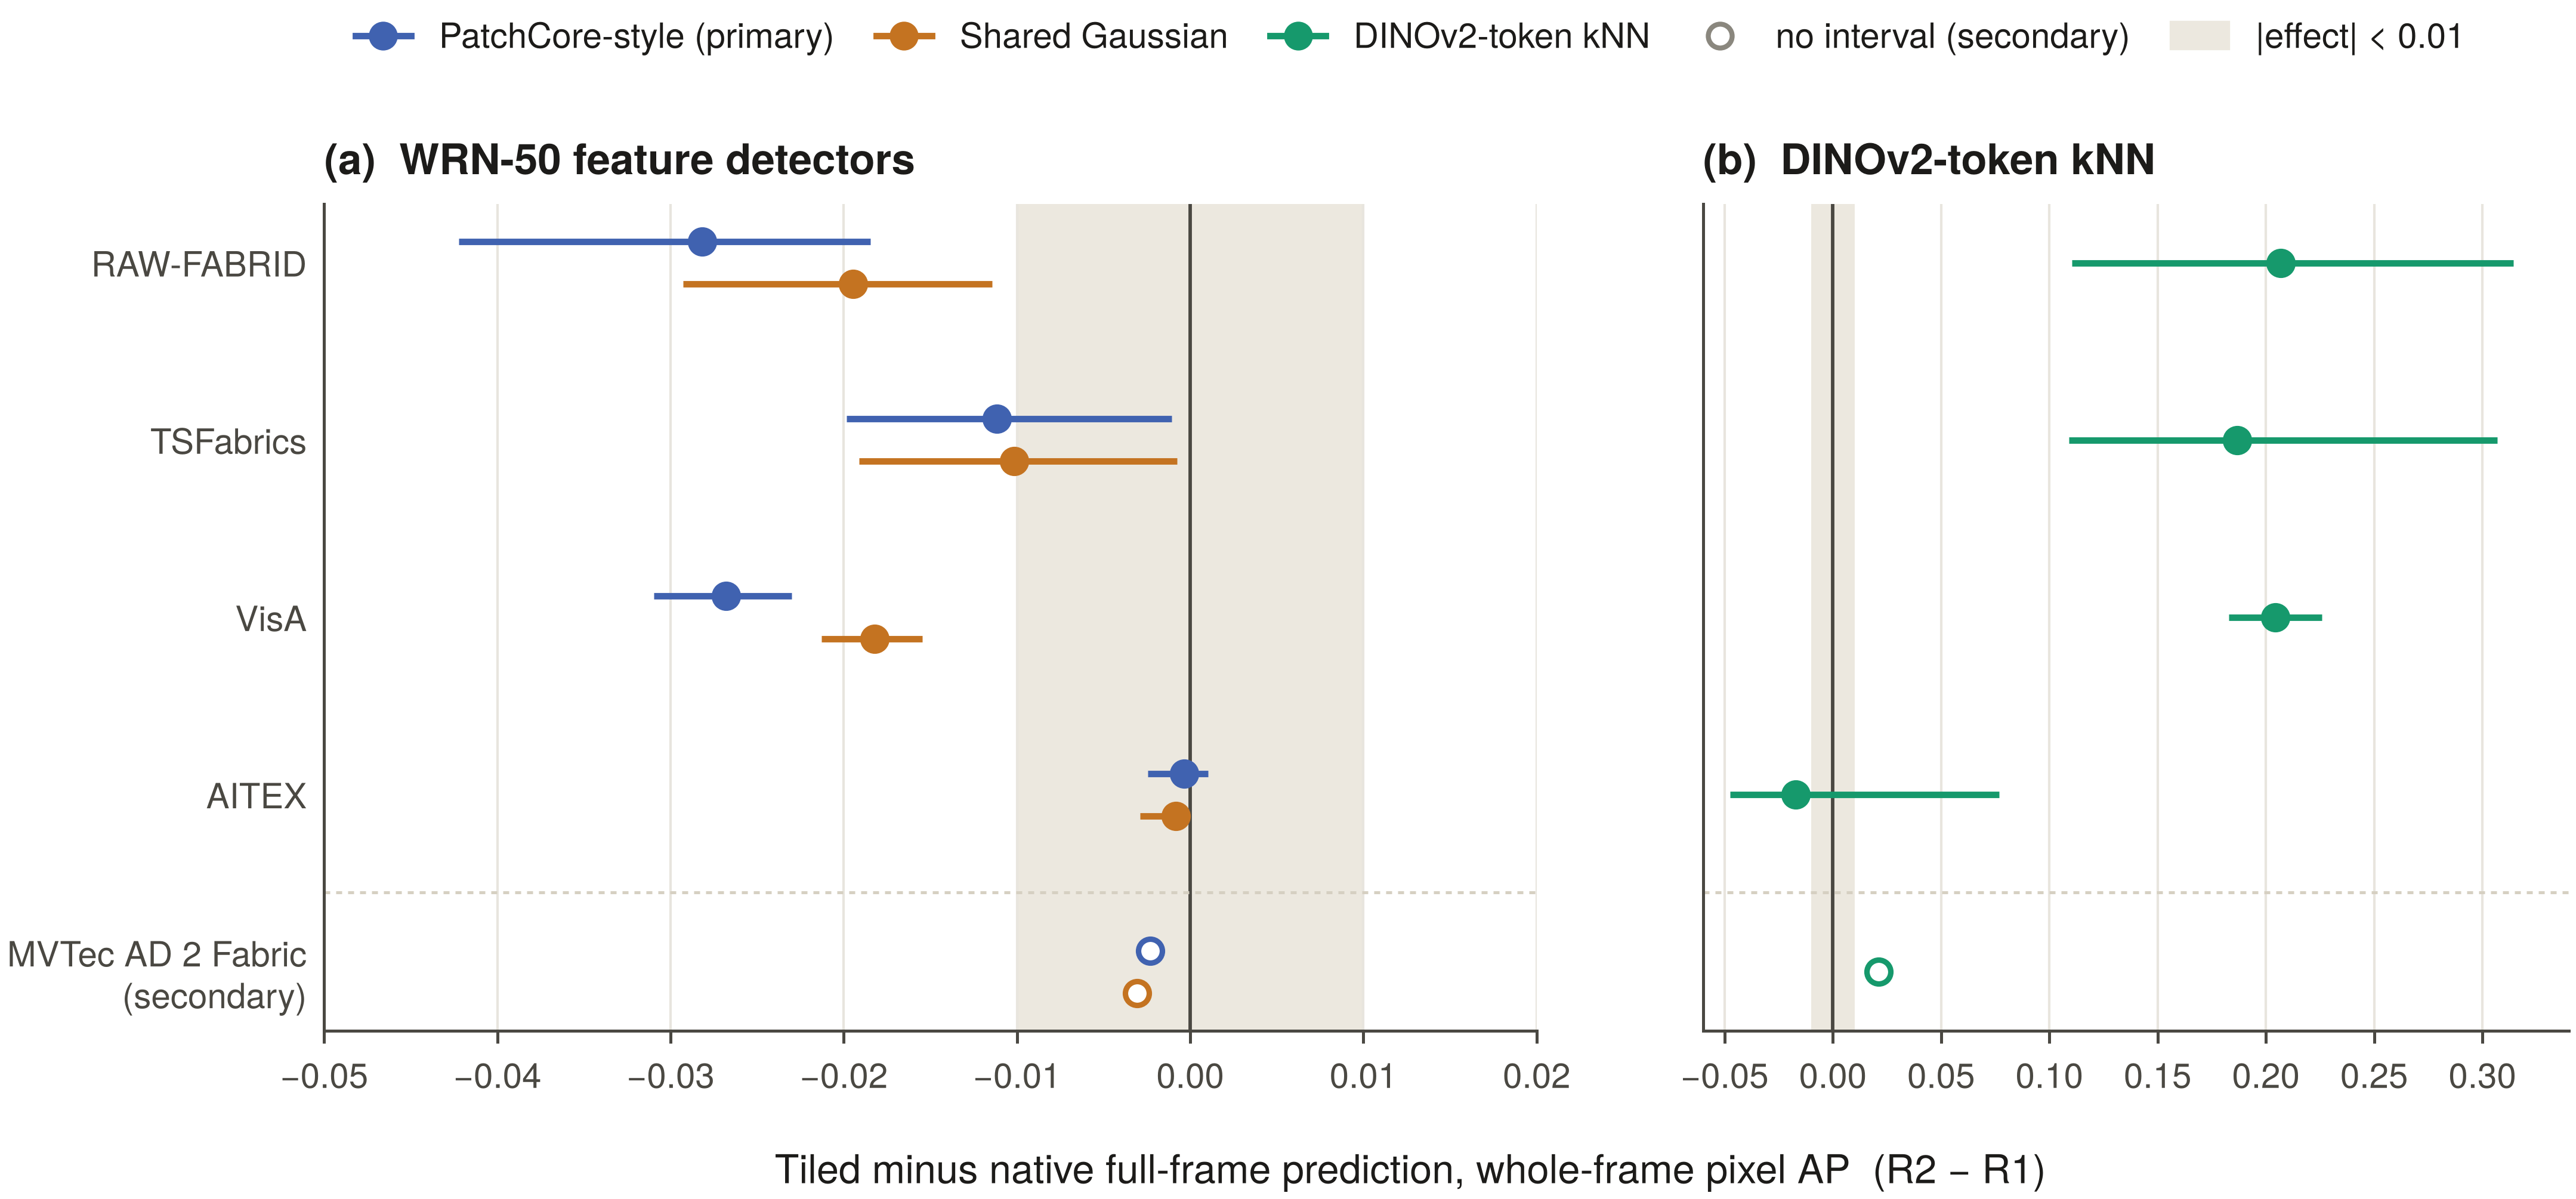 PatchCore-style (primary) Shared Gaussian DINOv2-token kNN no interval (secondary) |effect| < 0.01
(a) WRN-50 feature detectors
(b) DINOv2-token kNN
RAW-FABRID
TSFabrics
VisA
AITEX
MVTec AD 2 Fabric
(secondary)
−0.05 −0.04 −0.03 −0.02 −0.01 0.00 0.01 0.02
−0.05 0.00 0.05 0.10 0.15 0.20 0.25 0.30
Tiled minus native full-frame prediction, whole-frame pixel AP (R2 − R1)